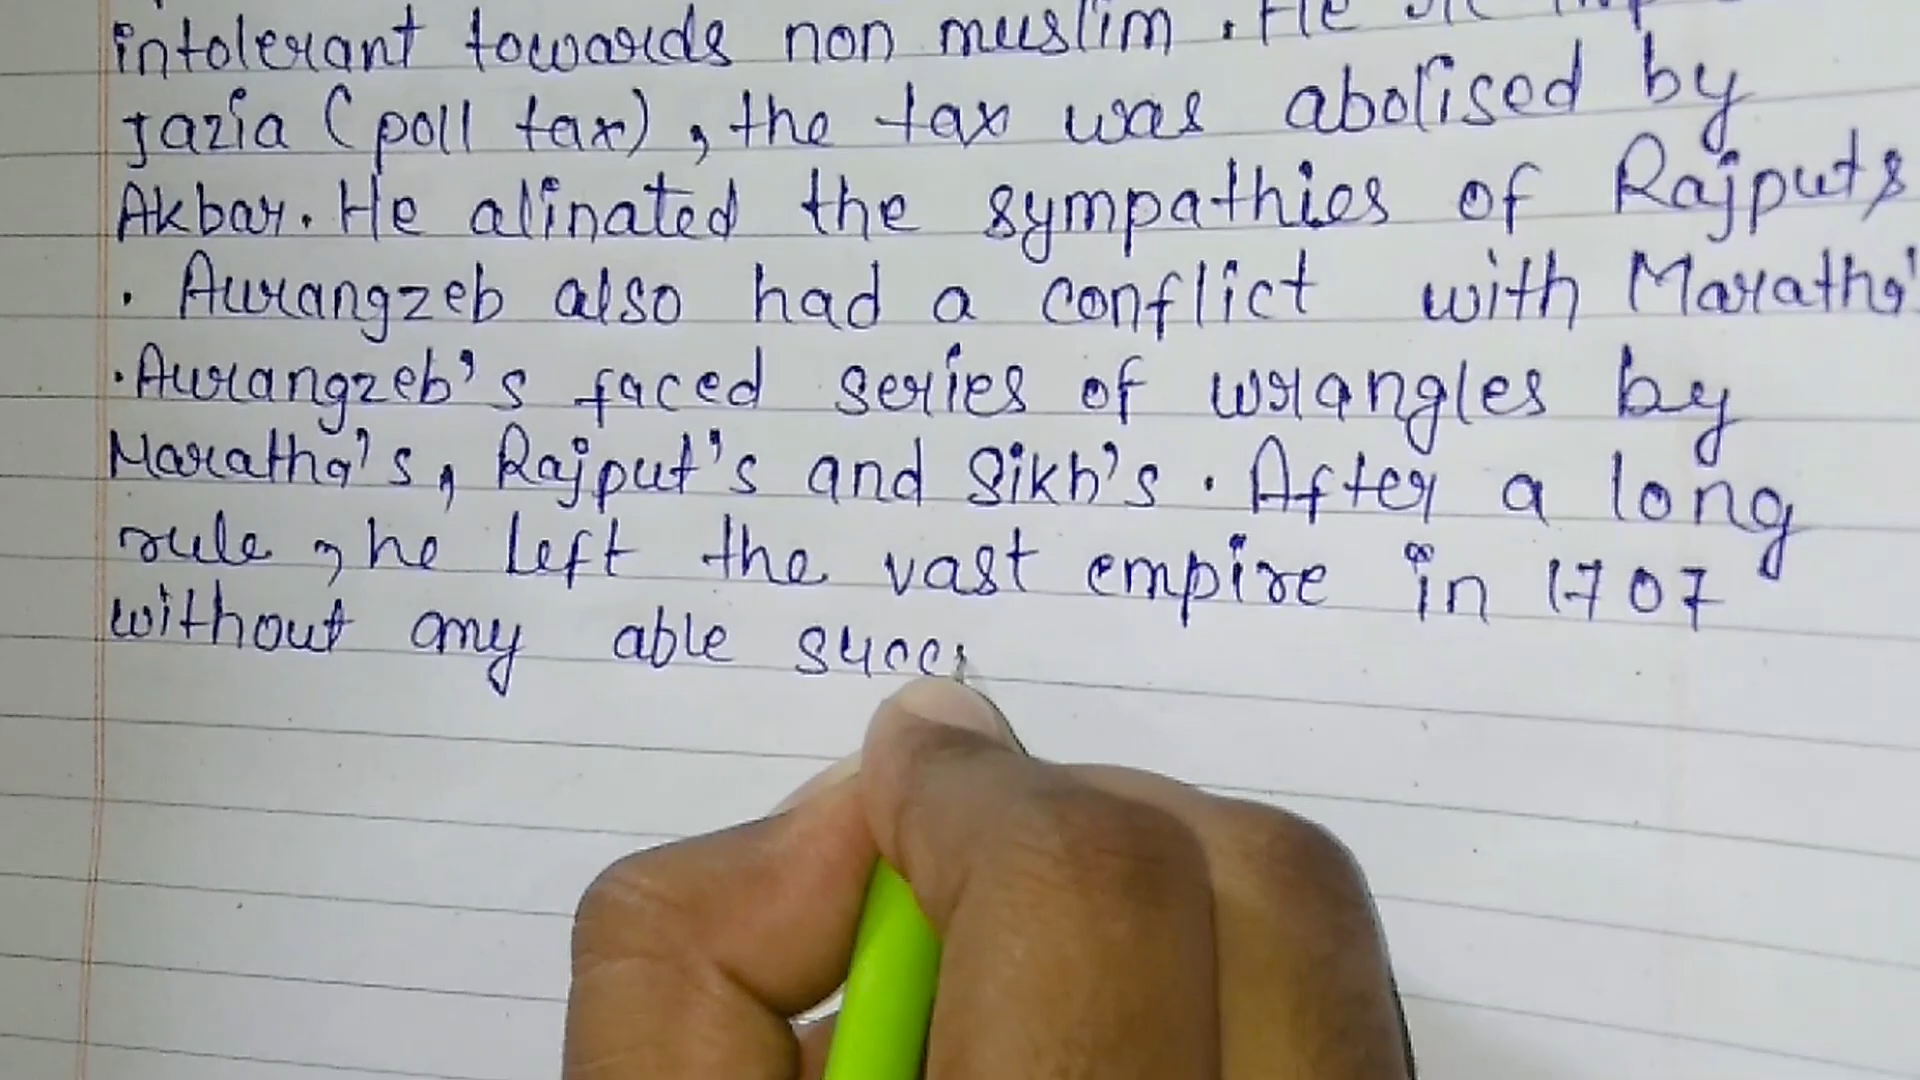 intolerant towards non muslim . He
Jazia (poll tax) , the tax was abolised by
Akbar. He alinated the sympathies of Rajputs
· Aurangzeb also had a conflict with Maratha'
·Aurangzeb's faced series of wrangles by
Maratha's, Rajput's and Sikh's . After a long
rule , he left the vast empire in 1707
without any able succ